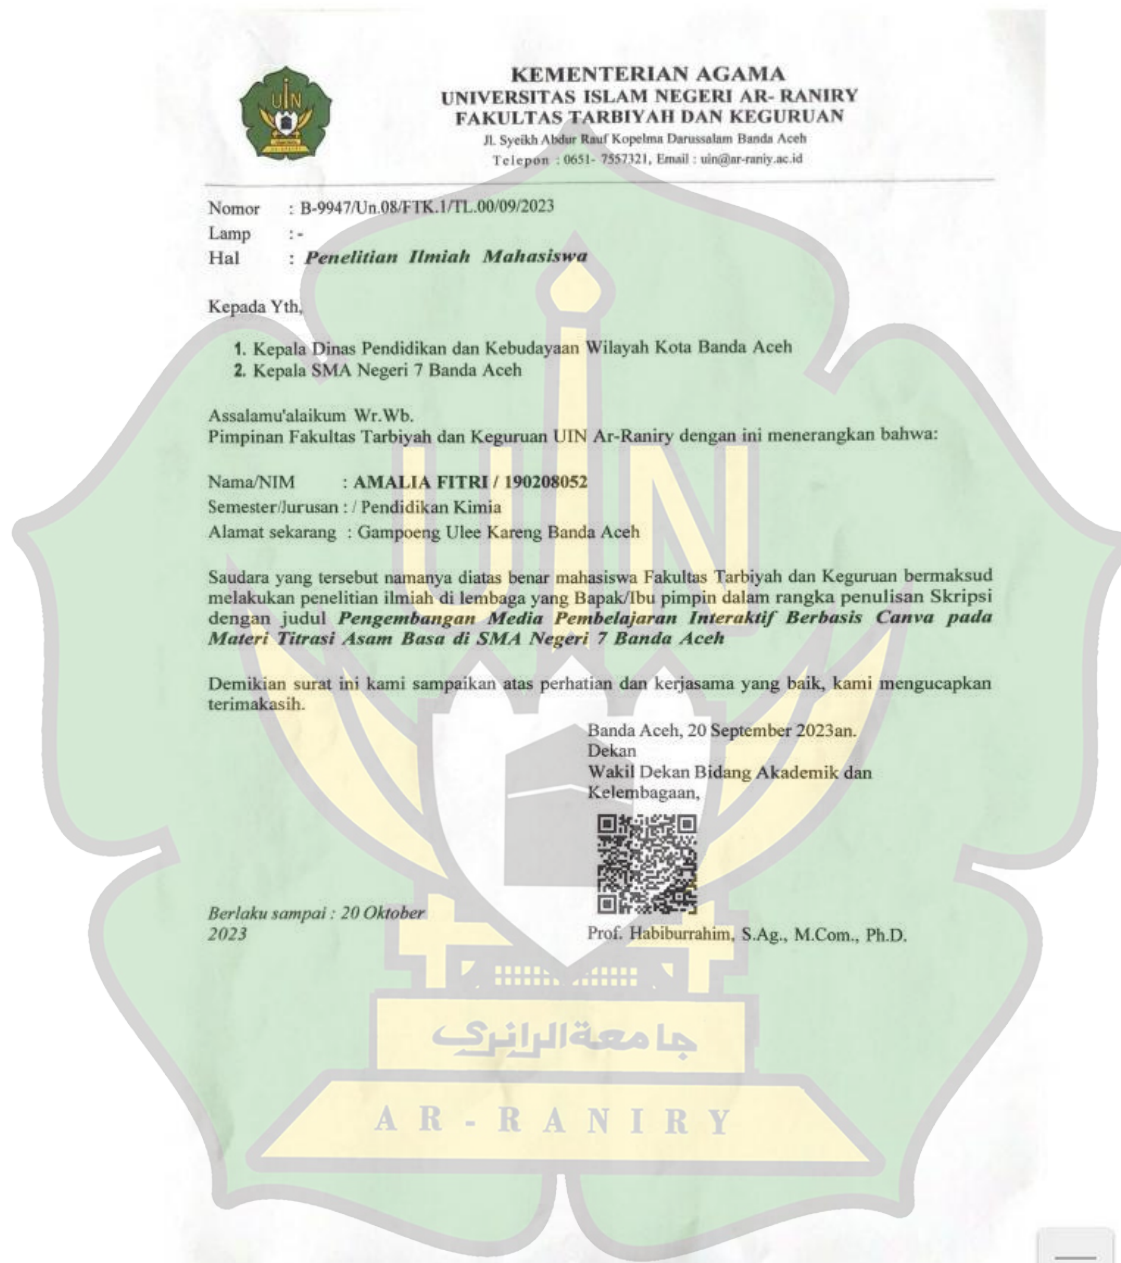 KEMENTERIAN AGAMA
UNIVERSITAS ISLAM NEGERI AR- RANIRY
FAKULTAS TARBIYAH DAN KEGURUAN
Jl. Syeikh Abdur Rauf Kopelma Darussalam Banda Aceh
Telepon : 0651- 7557321, Email : uin@ar-raniy.ac.id
UIN
AR-RANIRY
Nomor : B-9947/Un.08/FTK.1/TL.00/09/2023
Lamp : -
Hal : Penelitian Ilmiah Mahasiswa
Kepada Yth,
1. Kepala Dinas Pendidikan dan Kebudayaan Wilayah Kota Banda Aceh
2. Kepala SMA Negeri 7 Banda Aceh
Assalamu'alaikum Wr.Wb.
Pimpinan Fakultas Tarbiyah dan Keguruan UIN Ar-Raniry dengan ini menerangkan bahwa:
Nama/NIM : AMALIA FITRI / 190208052
Semester/Jurusan : / Pendidikan Kimia
Alamat sekarang : Gampoeng Ulee Kareng Banda Aceh
Saudara yang tersebut namanya diatas benar mahasiswa Fakultas Tarbiyah dan Keguruan bermaksud
melakukan penelitian ilmiah di lembaga yang Bapak/Ibu pimpin dalam rangka penulisan Skripsi
dengan judul Pengembangan Media Pembelajaran Interaktif Berbasis Canva pada
Materi Titrasi Asam Basa di SMA Negeri 7 Banda Aceh
Demikian surat ini kami sampaikan atas perhatian dan kerjasama yang baik, kami mengucapkan
terimakasih.
Banda Aceh, 20 September 2023an.
Dekan
Wakil Dekan Bidang Akademik dan
Kelembagaan,
Berlaku sampai : 20 Oktober
2023
Prof. Habiburrahim, S.Ag., M.Com., Ph.D.
UIN
جامعةالرانري
AR-RANIRY